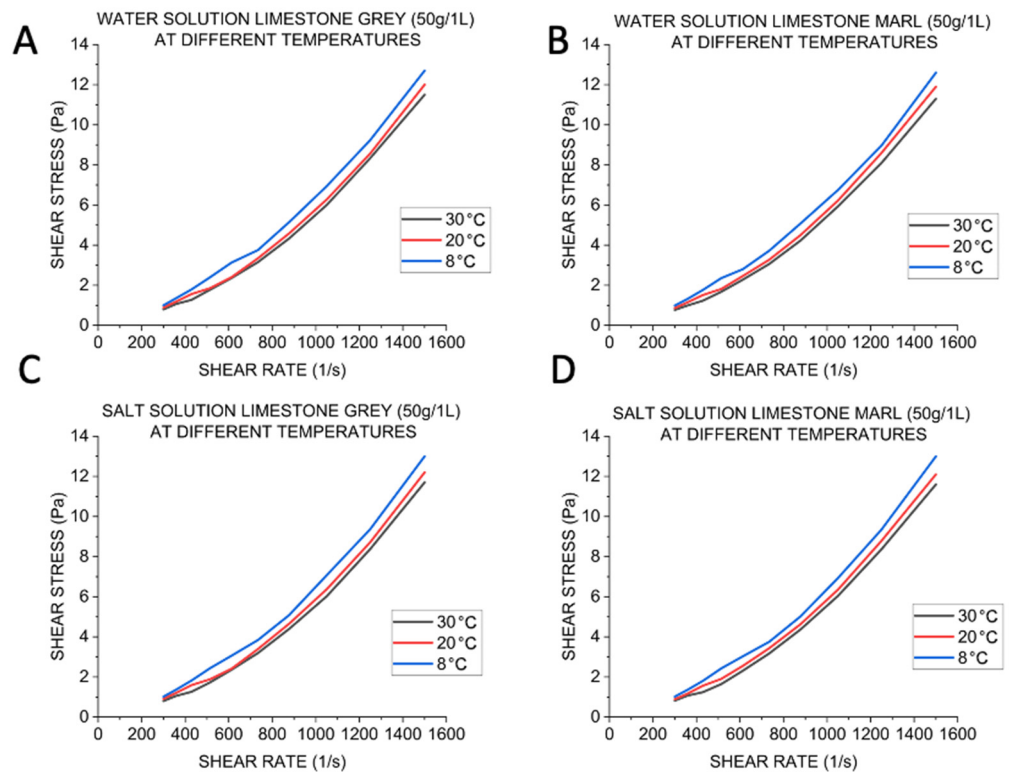 A
WATER SOLUTION LIMESTONE GREY (50g/1L)
AT DIFFERENT TEMPERATURES
SHEAR STRESS (Pa)
14
12
10
8
6
4
2
0
30°C
20°C
8°C
0 200 400 600 800 1000 1200 1400 1600
SHEAR RATE (1/s)
B
WATER SOLUTION LIMESTONE MARL (50g/1L)
AT DIFFERENT TEMPERATURES
SHEAR STRESS (Pa)
14
12
10
8
6
4
2
0
30°C
20°C
8°C
0 200 400 600 800 1000 1200 1400 1600
SHEAR RATE (1/s)
C
SALT SOLUTION LIMESTONE GREY (50g/1L)
AT DIFFERENT TEMPERATURES
SHEAR STRESS (Pa)
14
12
10
8
6
4
2
0
30°C
20°C
8°C
0 200 400 600 800 1000 1200 1400 1600
SHEAR RATE (1/s)
D
SALT SOLUTION LIMESTONE MARL (50g/1L)
AT DIFFERENT TEMPERATURES
SHEAR STRESS (Pa)
14
12
10
8
6
4
2
0
30°C
20°C
8°C
0 200 400 600 800 1000 1200 1400 1600
SHEAR RATE (1/s)